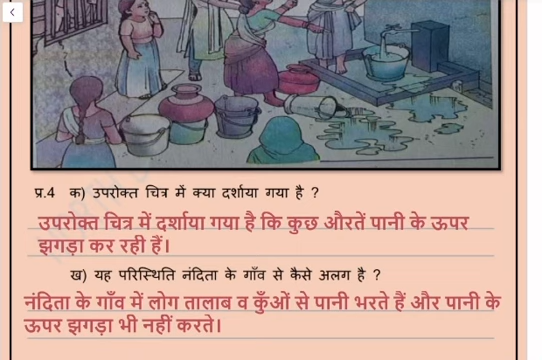 प्र.4 क) उपरोक्त चित्र में क्या दर्शाया गया है ?
उपरोक्त चित्र में दर्शाया गया है कि कुछ औरतें पानी के ऊपर
झगड़ा कर रही हैं।
ख) यह परिस्थिति नंदिता के गाँव से कैसे अलग है ?
नंदिता के गाँव में लोग तालाब व कुँओं से पानी भरते हैं और पानी के
ऊपर झगड़ा भी नहीं करते।